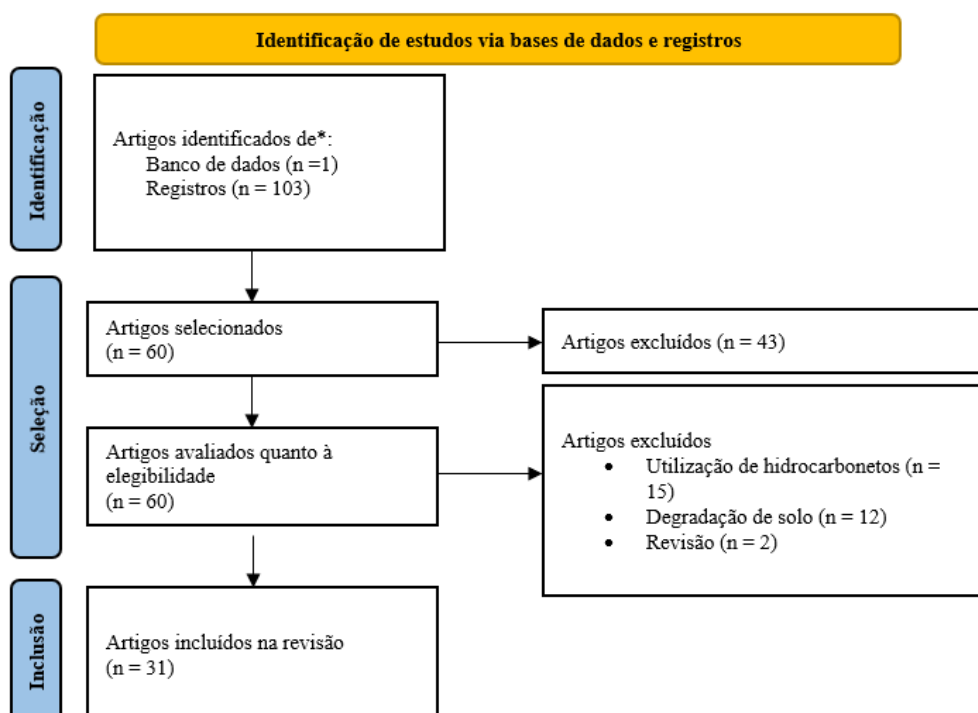 Identificação de estudos via bases de dados e registros
Identificação
Artigos identificados de*:
Banco de dados (n =1)
Registros (n = 103)
Seleção
Artigos selecionados
(n = 60)
Artigos excluídos (n = 43)
Artigos avaliados quanto à
elegibilidade
(n = 60)
Artigos excluídos
• Utilização de hidrocarbonetos (n =
15)
• Degradação de solo (n = 12)
• Revisão (n = 2)
Inclusão
Artigos incluídos na revisão
(n = 31)